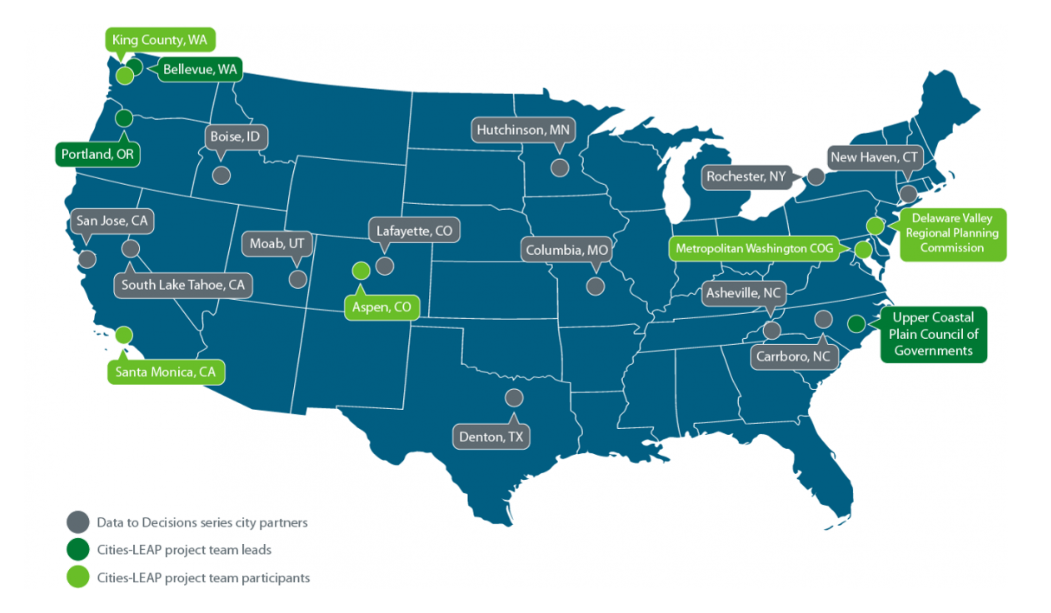 King County, WA
Bellevue, WA
Portland, OR
Boise, ID
Hutchinson, MN
New Haven, CT
Rochester, NY
San Jose, CA
Lafayette, CO
Moab, UT
Columbia, MO
Metropolitan Washington COG
Delaware Valley
Regional Planning
Commission
South Lake Tahoe, CA
Aspen, CO
Asheville, NC
Upper Coastal
Plain Council of
Governments
Carrboro, NC
Santa Monica, CA
Denton, TX
Data to Decisions series city partners
Cities-LEAP project team leads
Cities-LEAP project team participants